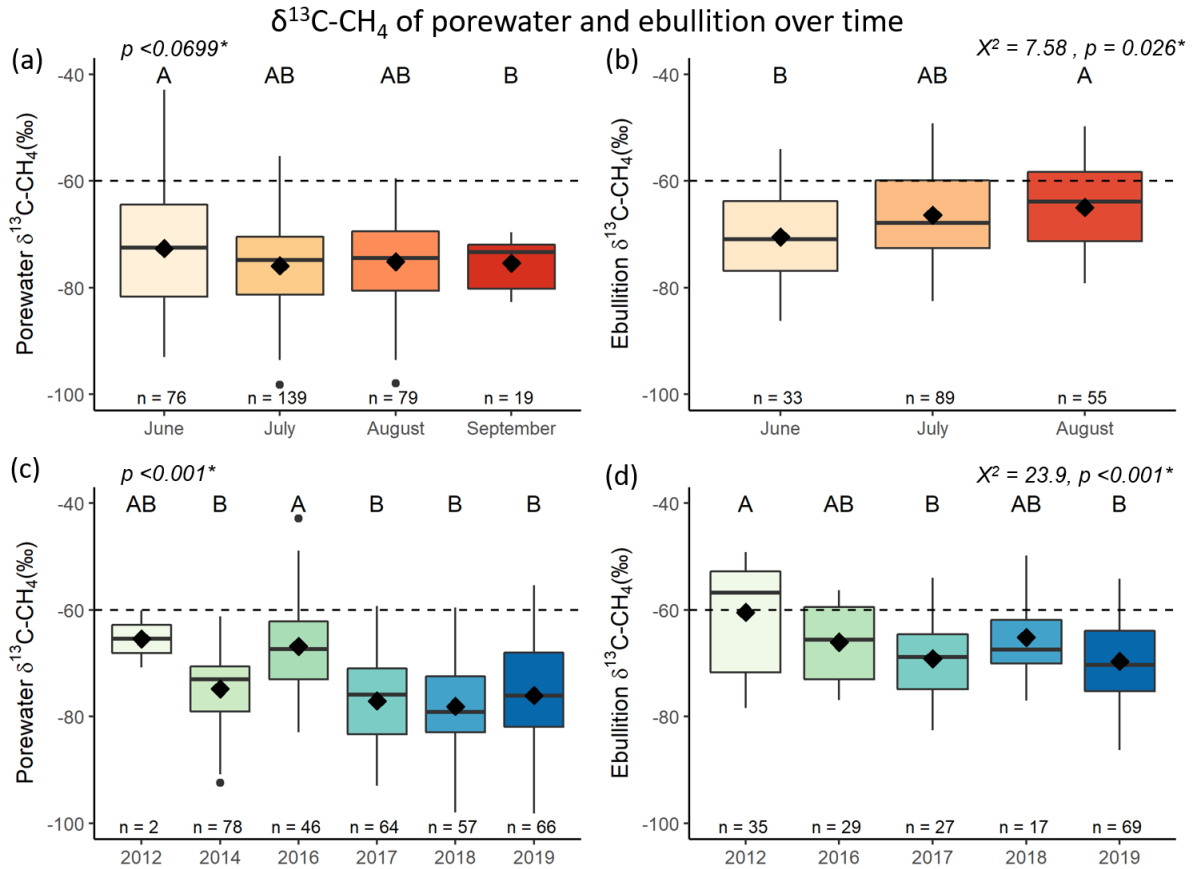 δ¹³C-CH₄ of porewater and ebullition over time
(a)
p <0.0699*
Porewater δ¹³C-CH₄(‰)
-40
-60
-80
-100
A AB AB B
n = 76 n = 139 n = 79 n = 19
June July August September
(b)
X² = 7.58 , p = 0.026*
Ebullition δ¹³C-CH₄(‰)
-40
-60
-80
-100
B AB A
n = 33 n = 89 n = 55
June July August
(c)
p <0.001*
Porewater δ¹³C-CH₄(‰)
-40
-60
-80
-100
AB B A B B B
n = 2 n = 78 n = 46 n = 64 n = 57 n = 66
2012 2014 2016 2017 2018 2019
(d)
X² = 23.9, p <0.001*
Ebullition δ¹³C-CH₄(‰)
-40
-60
-80
-100
A AB B AB B
n = 35 n = 29 n = 27 n = 17 n = 69
2012 2016 2017 2018 2019